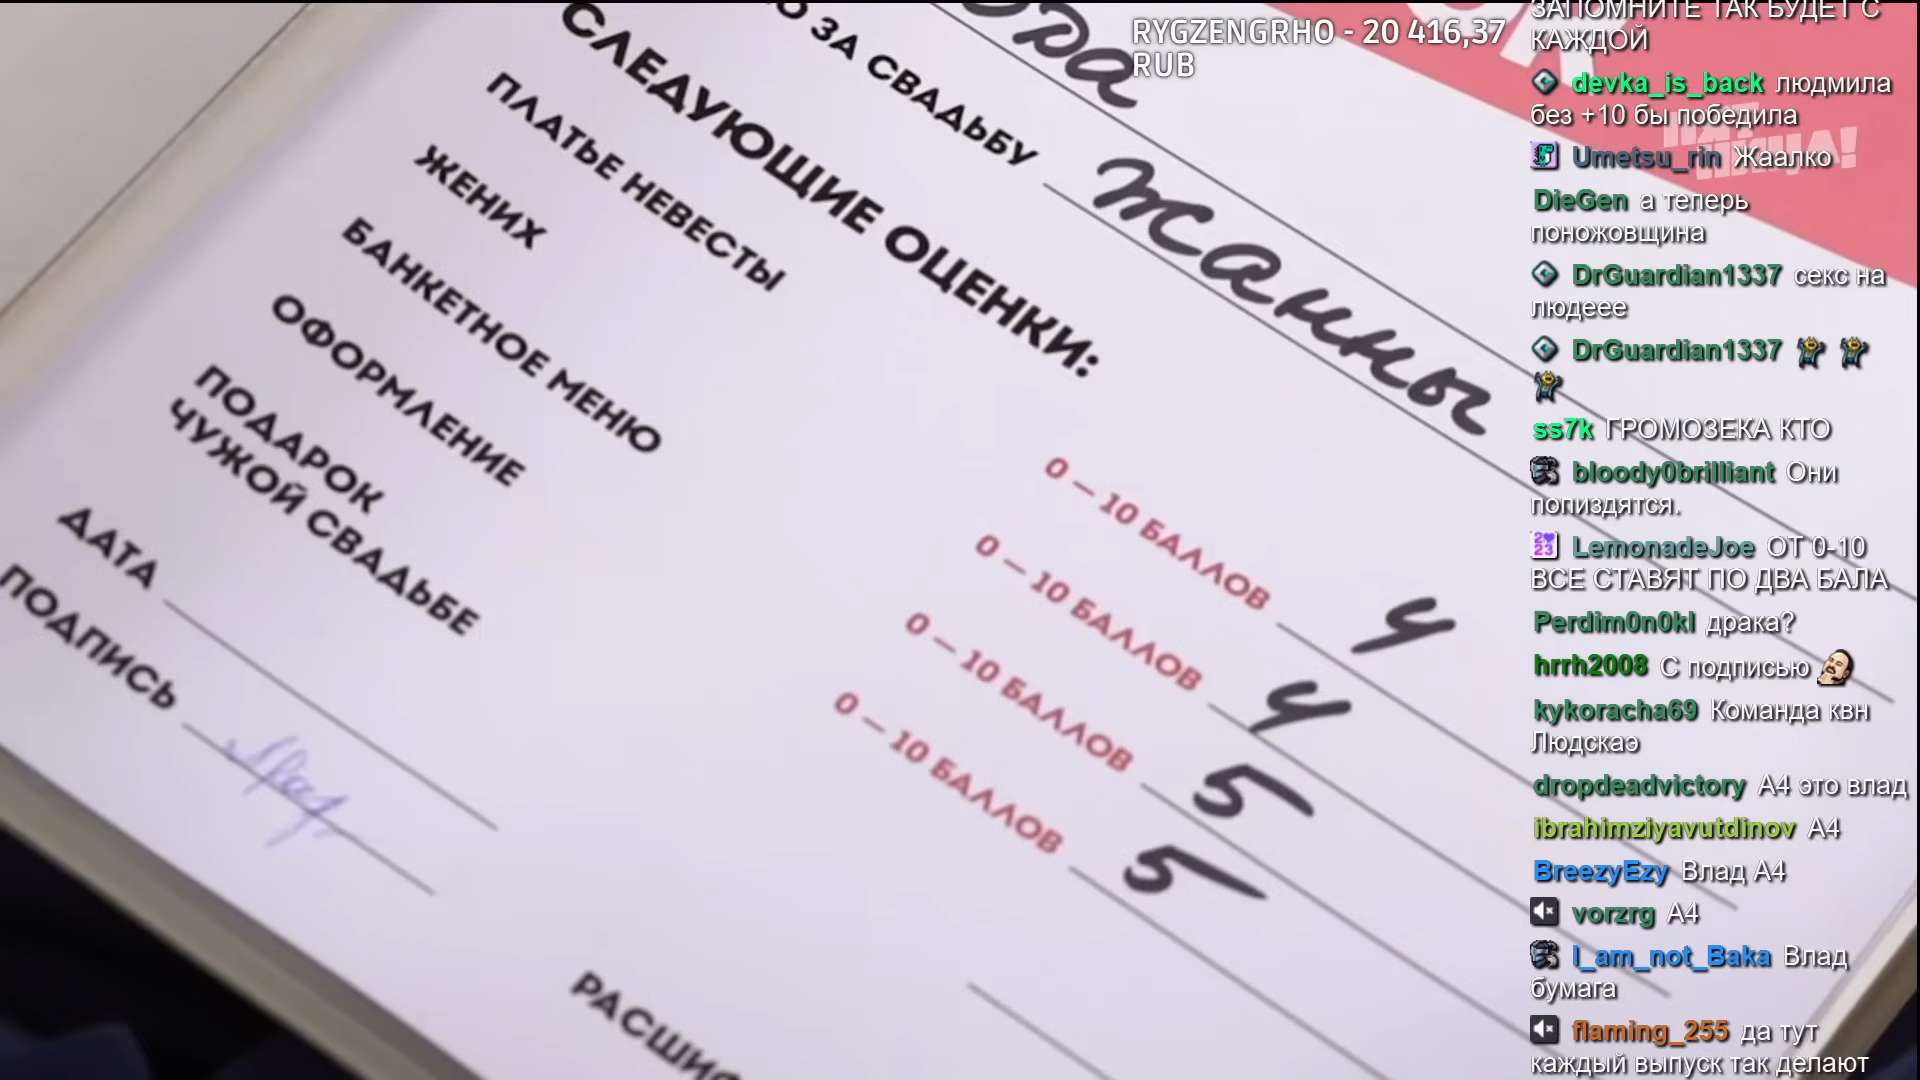 ЗА СВАДЬБУ Жанны
СЛЕДУЮЩИЕ ОЦЕНКИ:
ПЛАТЬЕ НЕВЕСТЫ 0 – 10 БАЛЛОВ 4
ЖЕНИХ
БАНКЕТНОЕ МЕНЮ 0 – 10 БАЛЛОВ 4
ОФОРМЛЕНИЕ 0 – 10 БАЛЛОВ 5
ПОДАРОК
ЧУЖОЙ СВАДЬБЕ 0 – 10 БАЛЛОВ 5
ДАТА
ПОДПИСЬ
RYGZENGRHO - 20 416,37
RUB
ЗАПОМНИТЕ ТАК БУДЕТ С
КАЖДОЙ
devka_is_back людмила
без +10 бы победила
Umetsu_rin Жаалко
DieGen а теперь
поножовщина
DrGuardian1337 секс на
людеее
DrGuardian1337
ss7k ГРОМОЗЕКА КТО
bloody0brilliant Они
попиздятся.
LemonadeJoe ОТ 0-10
ВСЕ СТАВЯТ ПО ДВА БАЛА
Perdim0n0kl драка?
hrrh2008 С подписью
kykoracha69 Команда квн
Людскаэ
dropdeadvictory А4 это влад
ibrahimziyavutdinov А4
BreezyEzy Влад А4
vorzrg А4
I_am_not_Baka Влад
бумага
flaming_255 да тут
каждый выпуск так делают